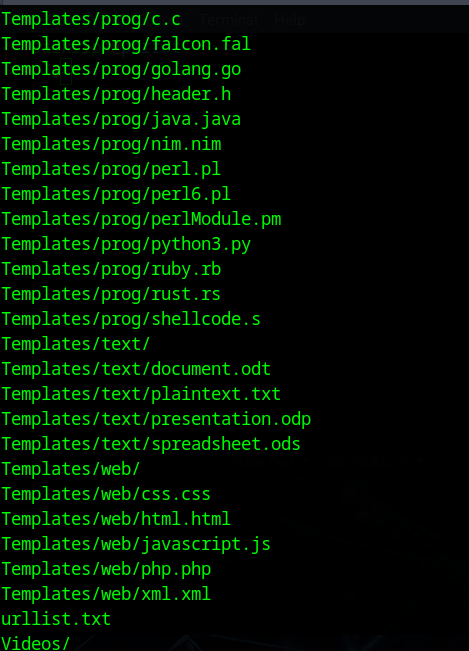 Terminal Help
Templates/prog/c.c
Templates/prog/falcon.fal
Templates/prog/golang.go
Templates/prog/header.h
Templates/prog/java.java
Templates/prog/nim.nim
Templates/prog/perl.pl
Templates/prog/perl6.pl
Templates/prog/perlModule.pm
Templates/prog/python3.py
Templates/prog/ruby.rb
Templates/prog/rust.rs
Templates/prog/shellcode.s
Templates/text/
Templates/text/document.odt
Templates/text/plaintext.txt
Templates/text/presentation.odp
Templates/text/spreadsheet.ods
Templates/web/
Templates/web/css.css
Templates/web/html.html
Templates/web/javascript.js
Templates/web/php.php
Templates/web/xml.xml
urllist.txt
Videos/